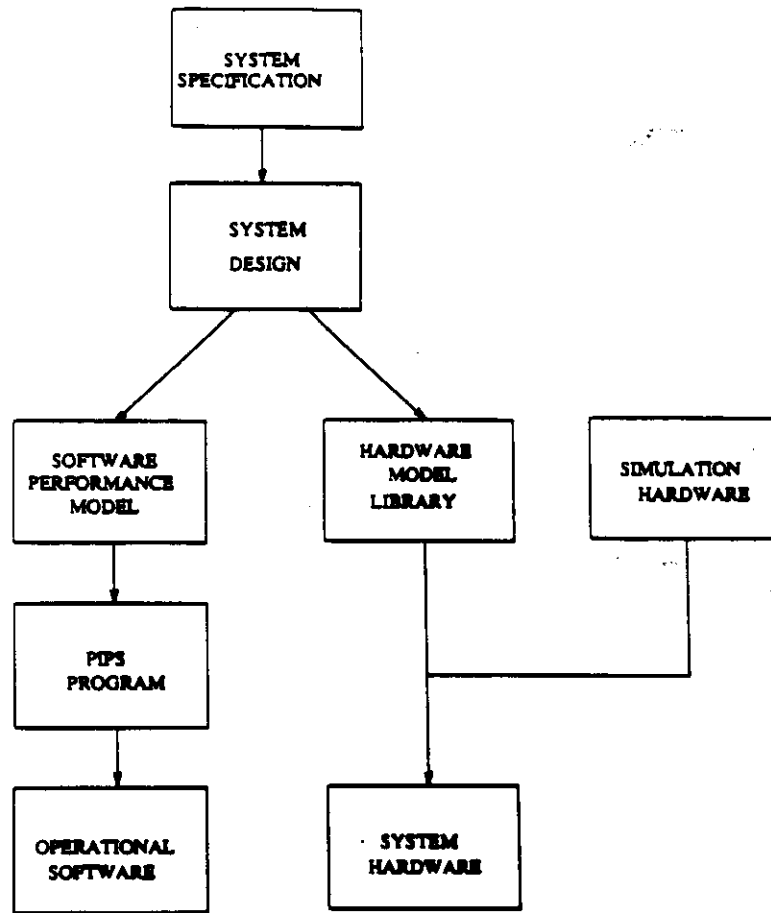 SYSTEM
SPECIFICATION
SYSTEM
DESIGN
SOFTWARE
PERFORMANCE
MODEL
HARDWARE
MODEL
LIBRARY
SIMULATION
HARDWARE
PIPS
PROGRAM
OPERATIONAL
SOFTWARE
SYSTEM
HARDWARE